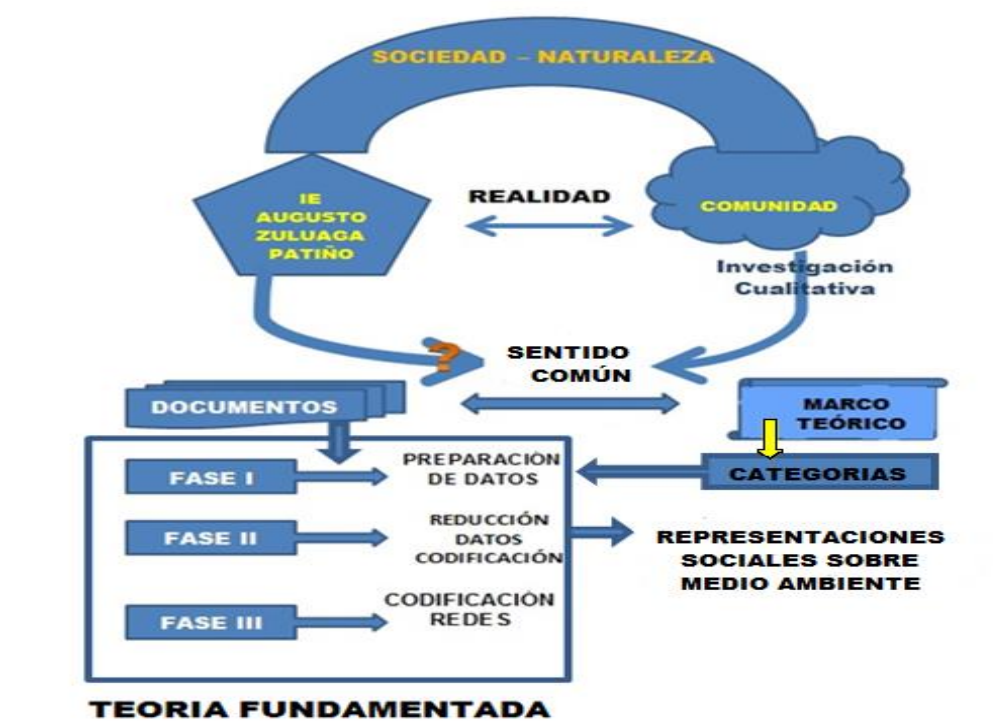 SOCIEDAD – NATURALEZA
IE
AUGUSTO
ZULUAGA
PATIÑO
REALIDAD
COMUNIDAD
Investigación
Cualitativa
?
SENTIDO
COMÚN
DOCUMENTOS
MARCO
TEÓRICO
CATEGORIAS
FASE I
PREPARACIÓN
DE DATOS
FASE II
REDUCCIÓN
DATOS
CODIFICACIÓN
REPRESENTACIONES
SOCIALES SOBRE
MEDIO AMBIENTE
FASE III
CODIFICACIÓN
REDES
TEORIA FUNDAMENTADA